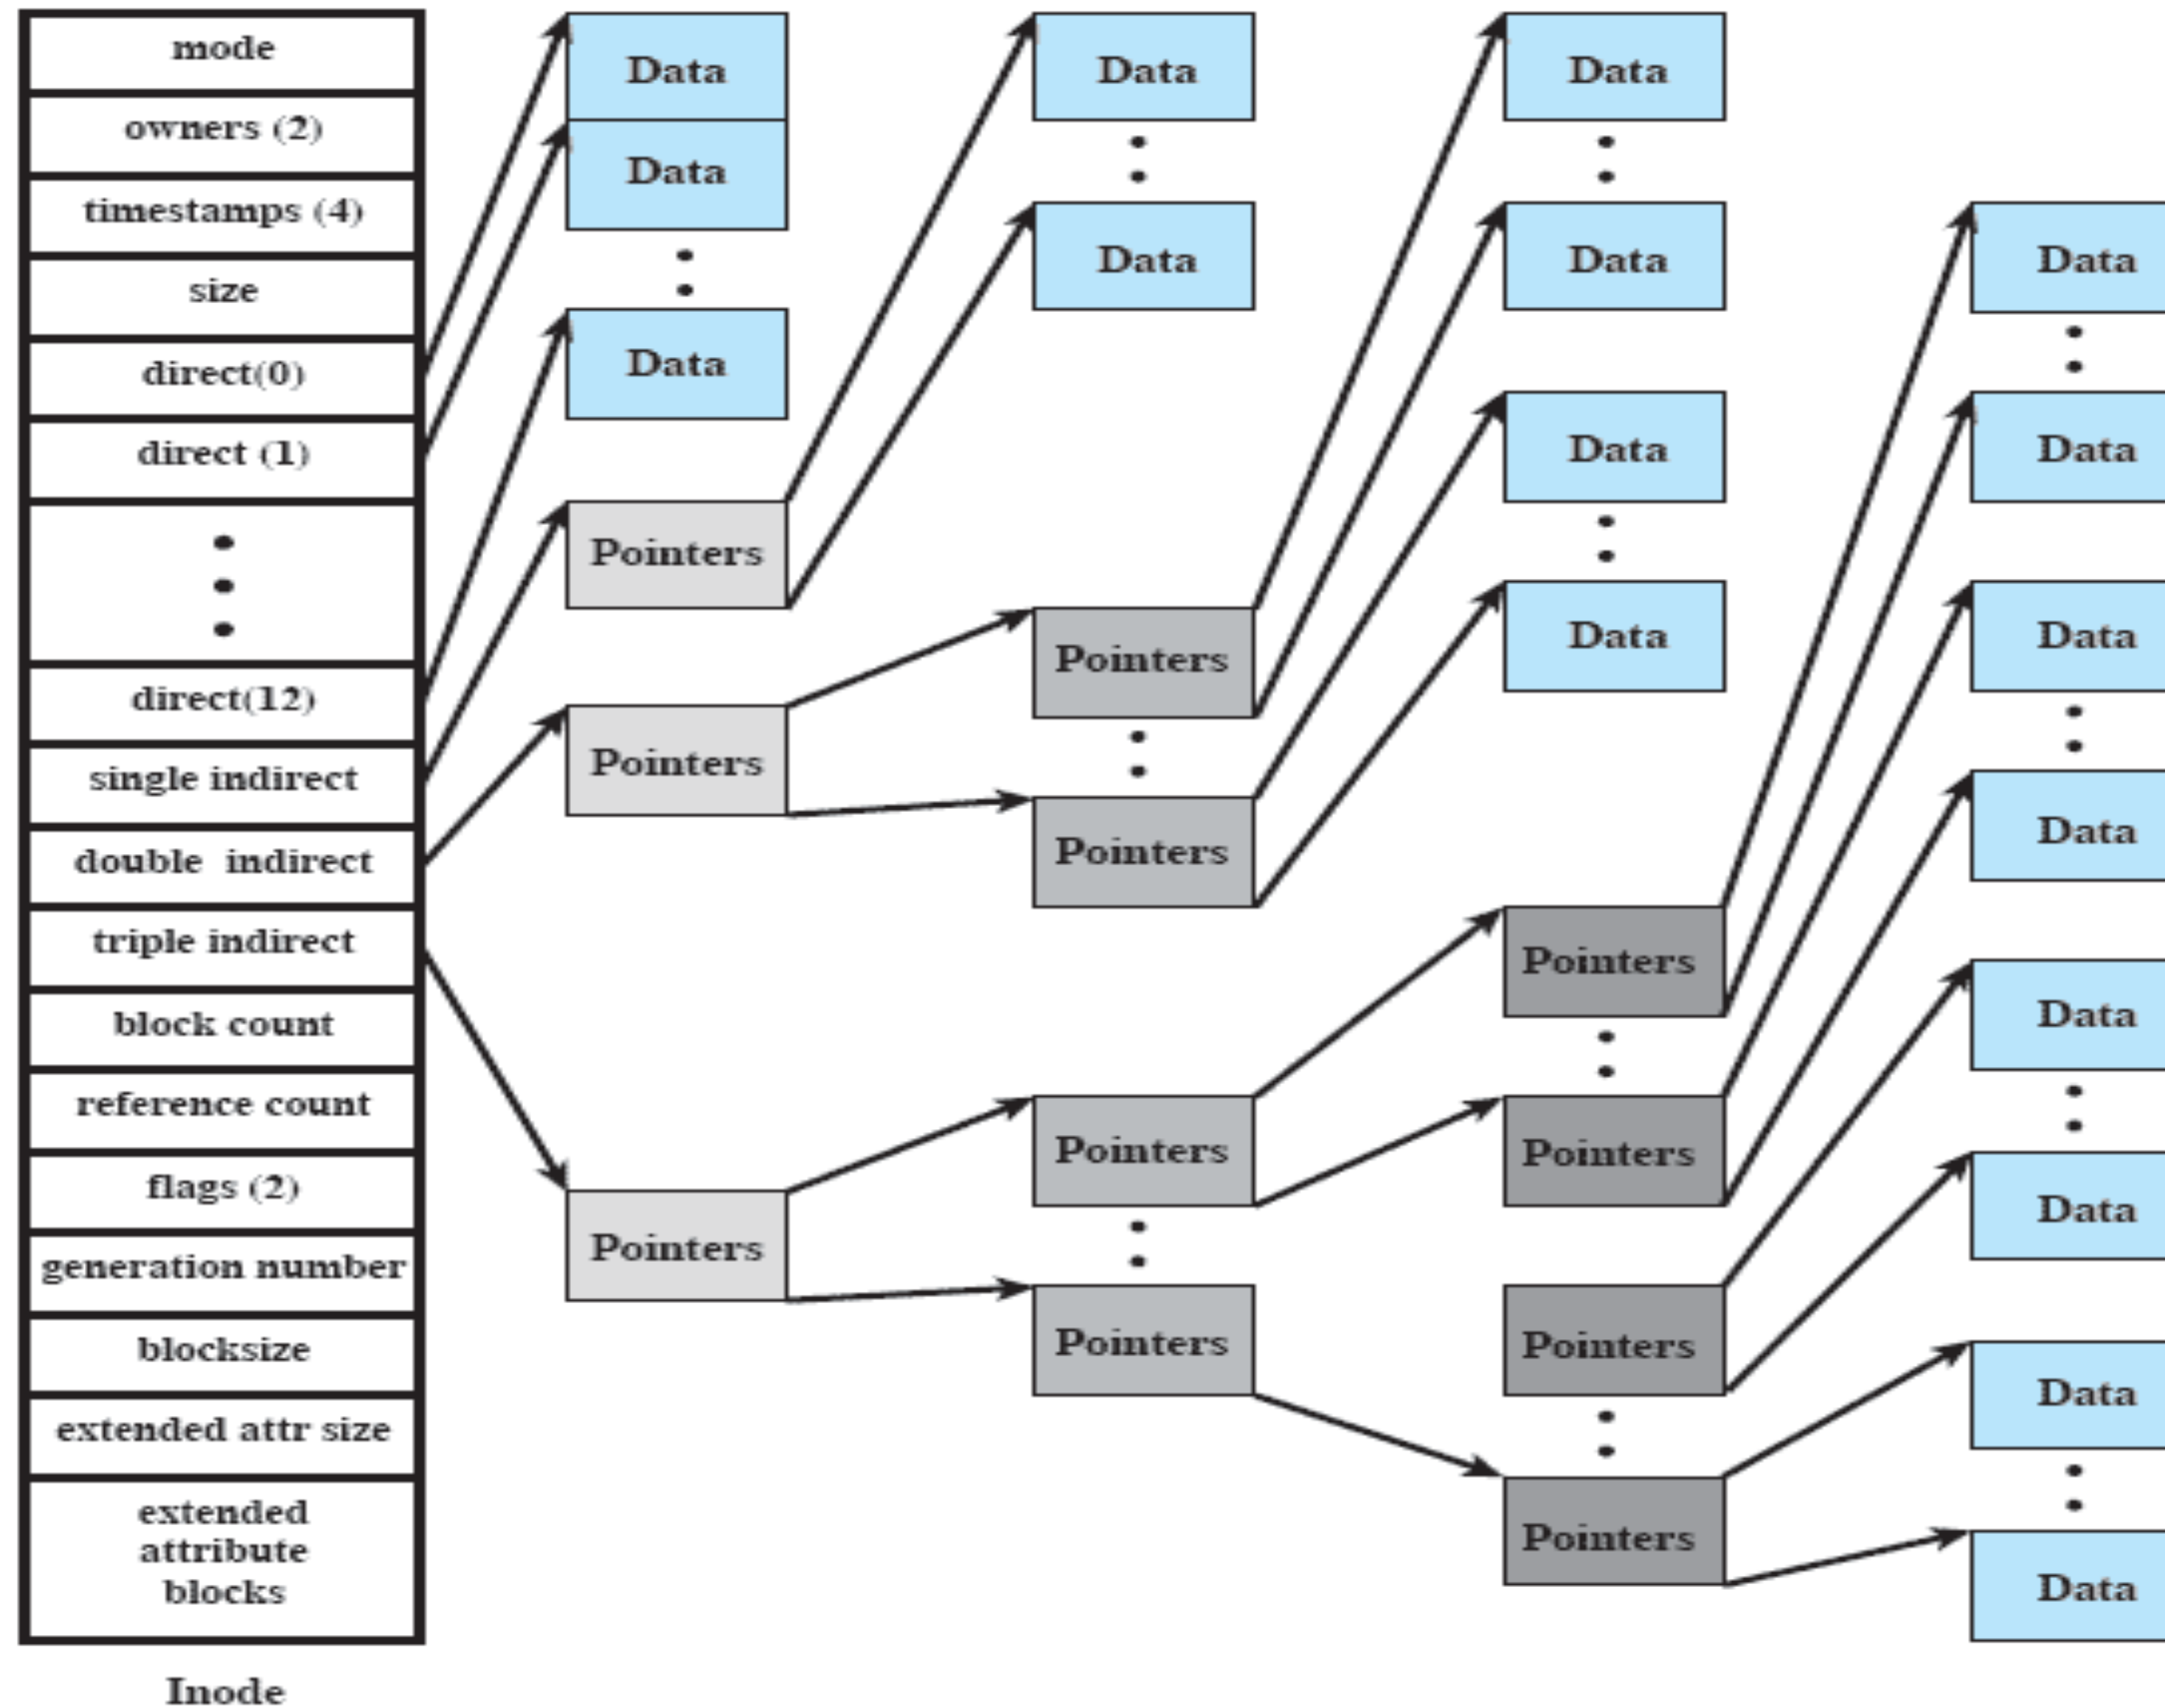 mode
owners (2)
timestamps (4)
size
direct(0)
direct (1)
direct(12)
single indirect
double indirect
triple indirect
block count
reference count
flags (2)
generation number
blocksize
extended attr size
extended
attribute
blocks
Inode
Data
Data
Data
Pointers
Pointers
Pointers
Data
Data
Pointers
Pointers
Pointers
Pointers
Data
Data
Data
Data
Pointers
Pointers
Pointers
Pointers
Data
Data
Data
Data
Data
Data
Data
Data